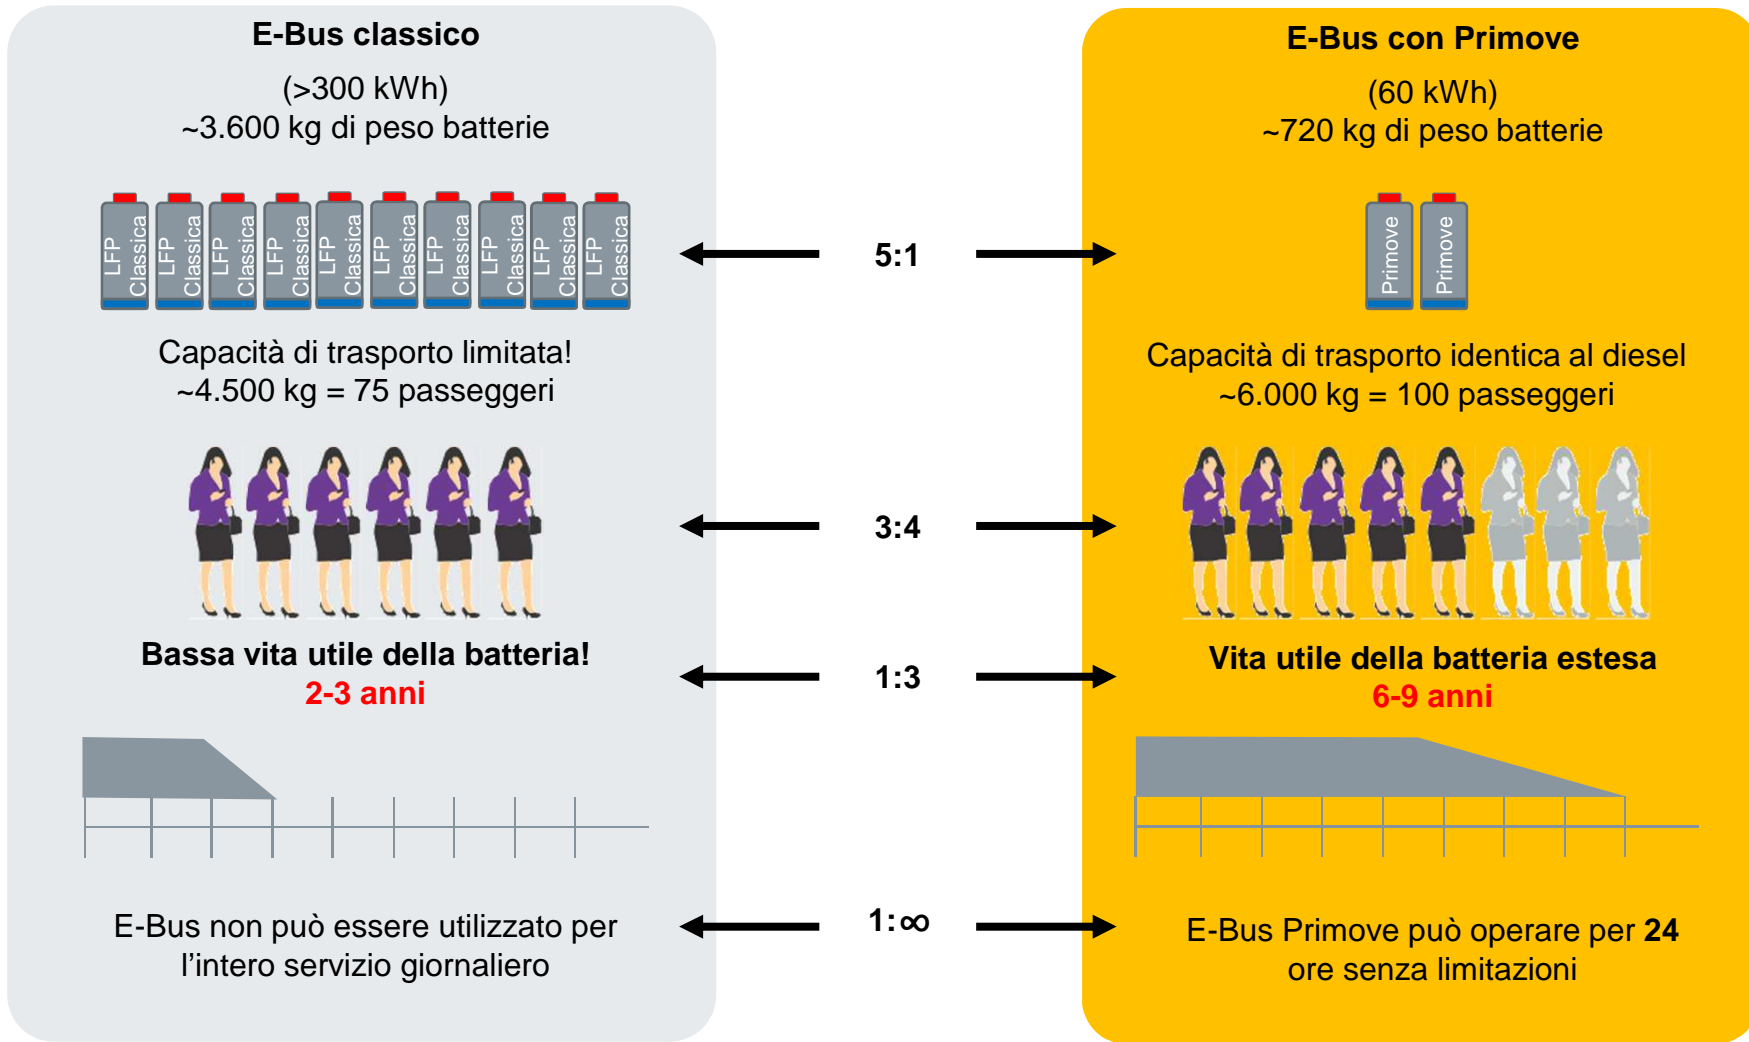 E-Bus classico
(>300 kWh)
~3.600 kg di peso batterie
LFP
Classica
LFP
Classica
LFP
Classica
LFP
Classica
LFP
Classica
LFP
Classica
LFP
Classica
LFP
Classica
LFP
Classica
LFP
Classica
Capacità di trasporto limitata!
~4.500 kg = 75 passeggeri
Bassa vita utile della batteria!
2-3 anni
E-Bus non può essere utilizzato per
l’intero servizio giornaliero
5:1
3:4
1:3
1:∞
E-Bus con Primove
(60 kWh)
~720 kg di peso batterie
Primove
Primove
Capacità di trasporto identica al diesel
~6.000 kg = 100 passeggeri
Vita utile della batteria estesa
6-9 anni
E-Bus Primove può operare per 24
ore senza limitazioni